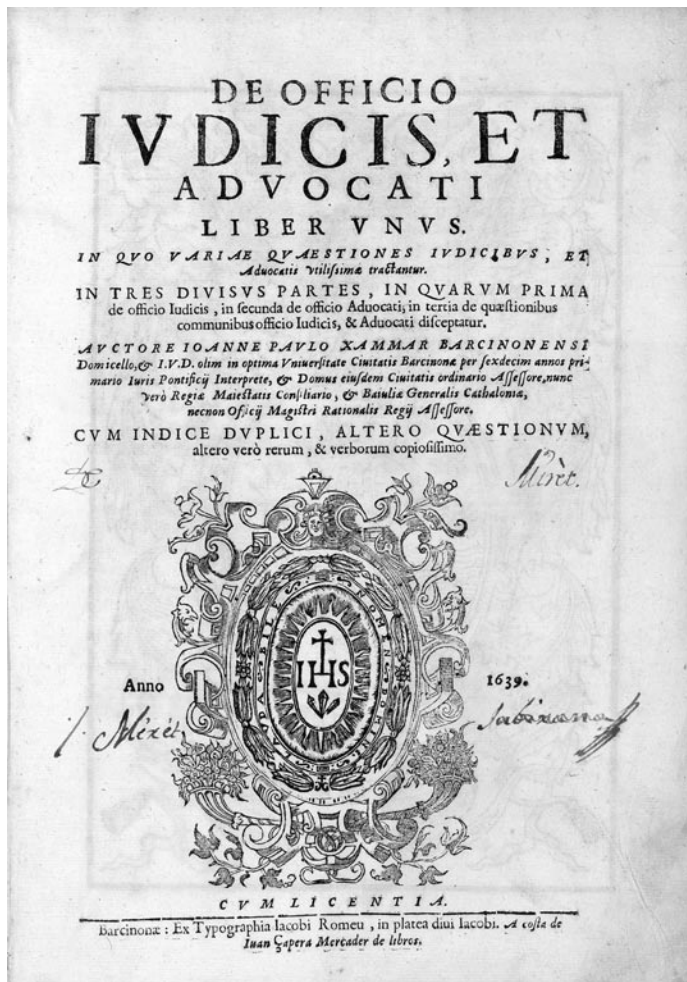 DE OFFICIO
IVDICIS, ET
ADVOCATI
LIBER VNVS.
IN QVO VARIAE QVAESTIONES IVDICIBVS, ET
Aduocatis vtilissimæ tractantur.
IN TRES DIVISVS PARTES, IN QVARVM PRIMA
de officio Iudicis, in secunda de officio Aduocati, in tertia de quæstionibus
communibus officio Iudicis, & Aduocati disceptatur.
AVCTORE IOANNE PAVLO XAMMAR BARCINONENSI
Domicello, & I.V.D. olim in optima Vniuersitate Ciuitatis Barcinonæ per sexdecim annos pri-
mario Iuris Pontificij Interprete, & Domus eiusdem Ciuitatis ordinario Assessore, nunc
verò Regiæ Maiestatis Consiliario, & Baiuliæ Generalis Cathaloniæ,
necnon Officij Magistri Rationalis Regij Assessore.
CVM INDICE DVPLICI, ALTERO QVÆSTIONVM,
altero verò rerum, & verborum copiosissimo.
Mirèt.
NOMEN DOMINI
BILE
IHS
Anno 1639.
Mirét
CVM LICENTIA.
Barcinonæ: Ex Typographia Iacobi Romeu, in platea diui Iacobi. A costa de
Iuan Çapera Mercader de libros.